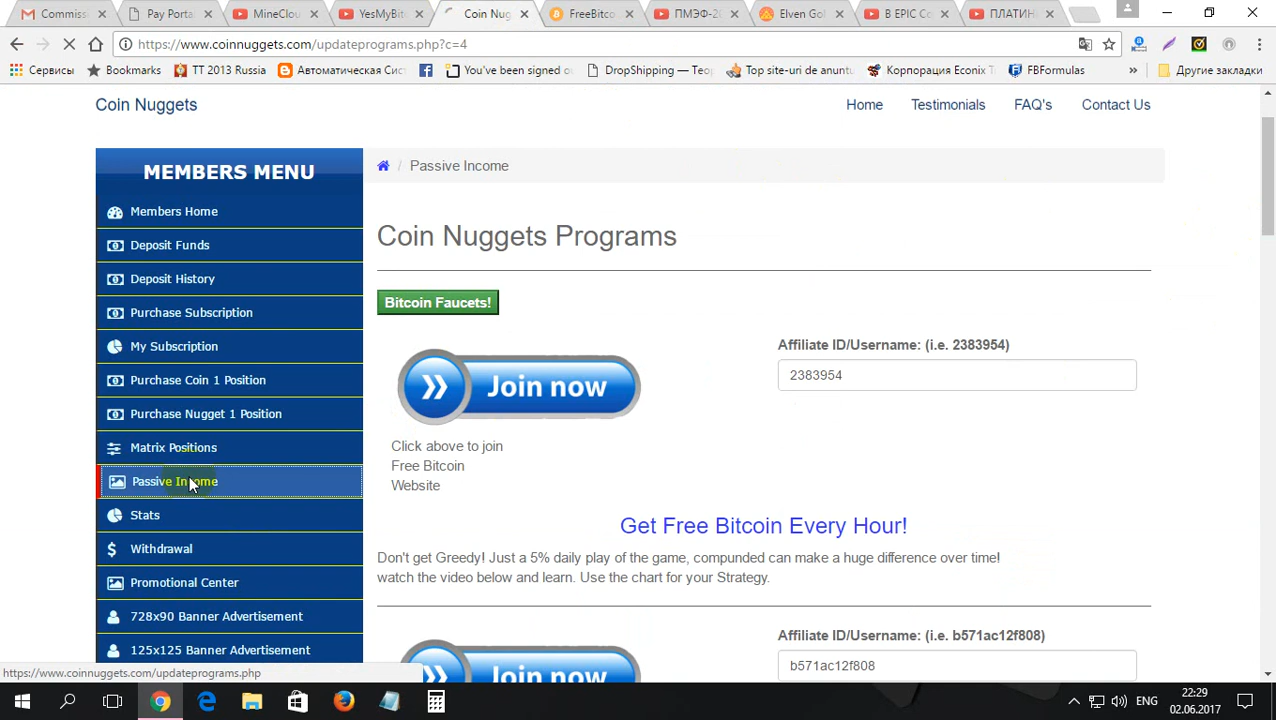 Commiss
Pay Porta
MineClou
YesMyBit
Coin Nug
FreeBitco
ПМЭФ-20
Elven Gol
B EPIC Co
ПЛАТИН
https://www.coinnuggets.com/updateprograms.php?c=4
Сервисы
Bookmarks
TT 2013 Russia
Автоматическая Сис
You've been signed o
DropShipping — Теор
Top site-uri de anuntu
Корпорация Econix T
FBFormulas
»
Другие закладки
Coin Nuggets
Home
Testimonials
FAQ's
Contact Us
MEMBERS MENU
Members Home
Deposit Funds
Deposit History
Purchase Subscription
My Subscription
Purchase Coin 1 Position
Purchase Nugget 1 Position
Matrix Positions
Passive Income
Stats
Withdrawal
Promotional Center
728x90 Banner Advertisement
125x125 Banner Advertisement
/ Passive Income
Coin Nuggets Programs
Bitcoin Faucets!
Join now
Affiliate ID/Username: (i.e. 2383954)
2383954
Click above to join
Free Bitcoin
Website
Get Free Bitcoin Every Hour!
Don't get Greedy! Just a 5% daily play of the game, compunded can make a huge difference over time!
watch the video below and learn. Use the chart for your Strategy.
Join now
Affiliate ID/Username: (i.e. b571ac12f808)
b571ac12f808
https://www.coinnuggets.com/updateprograms.php
ENG
22:29
02.06.2017